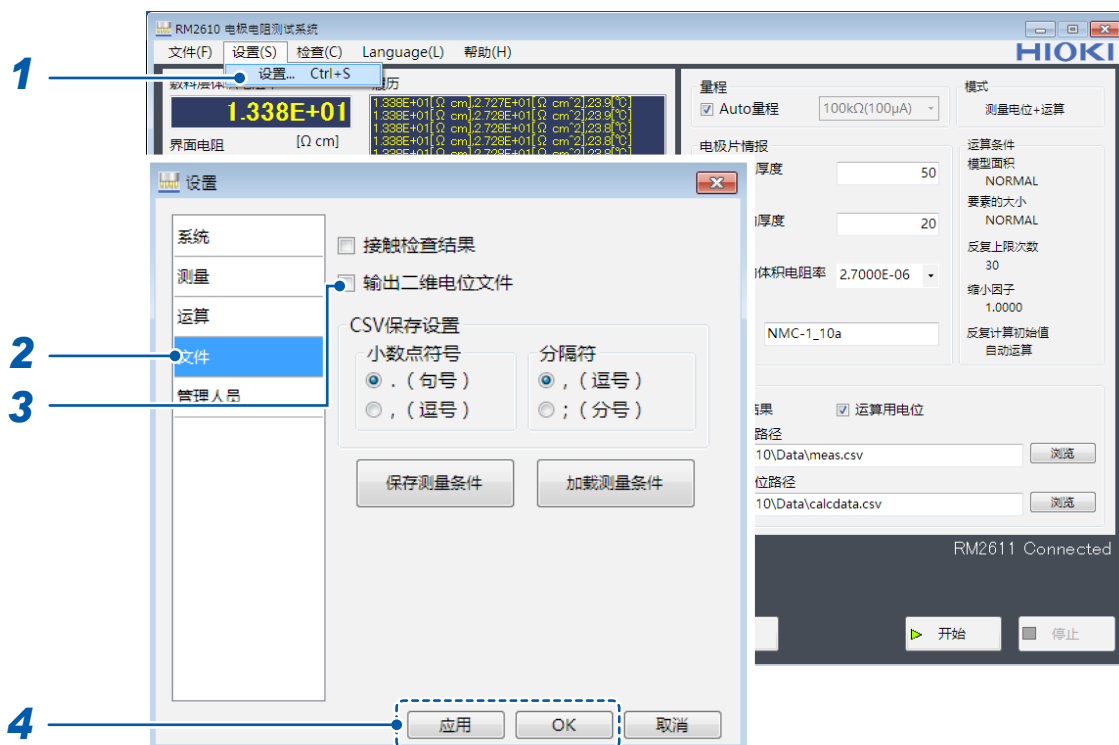 RM2610 电极电阻测试系统
文件(F) 设置(S) 检查(C) Language(L) 帮助(H)
HIOKI
1
设置... Ctrl+S
履历
1.338E+01
界面电阻 [Ω cm]
1.338E+01[Ω cm],2.727E+01[Ω cm^2],23.9[℃]
1.338E+01[Ω cm],2.727E+01[Ω cm^2],23.9[℃]
1.338E+01[Ω cm],2.728E+01[Ω cm^2],23.8[℃]
1.338E+01[Ω cm],2.728E+01[Ω cm^2],23.8[℃]
量程
Auto量程 100kΩ(100μA)
模式
测量电位+运算
电极片情报
厚度 50
厚度 20
体积电阻率 2.7000E-06
NMC-1_10a
运算条件
模型面积
NORMAL
要素的大小
NORMAL
反复上限次数
30
缩小因子
1.0000
反复计算初始值
自动运算
果 运算用电位
路径
10\Data\meas.csv 浏览
位路径
10\Data\calcdata.csv 浏览
RM2611 Connected
开始 停止
设置
系统
测量
运算
2
文件
3
管理人员
接触检查结果
输出二维电位文件
CSV保存设置
小数点符号
. (句号)
, (逗号)
分隔符
, (逗号)
; (分号)
保存测量条件 加载测量条件
4
应用 OK 取消